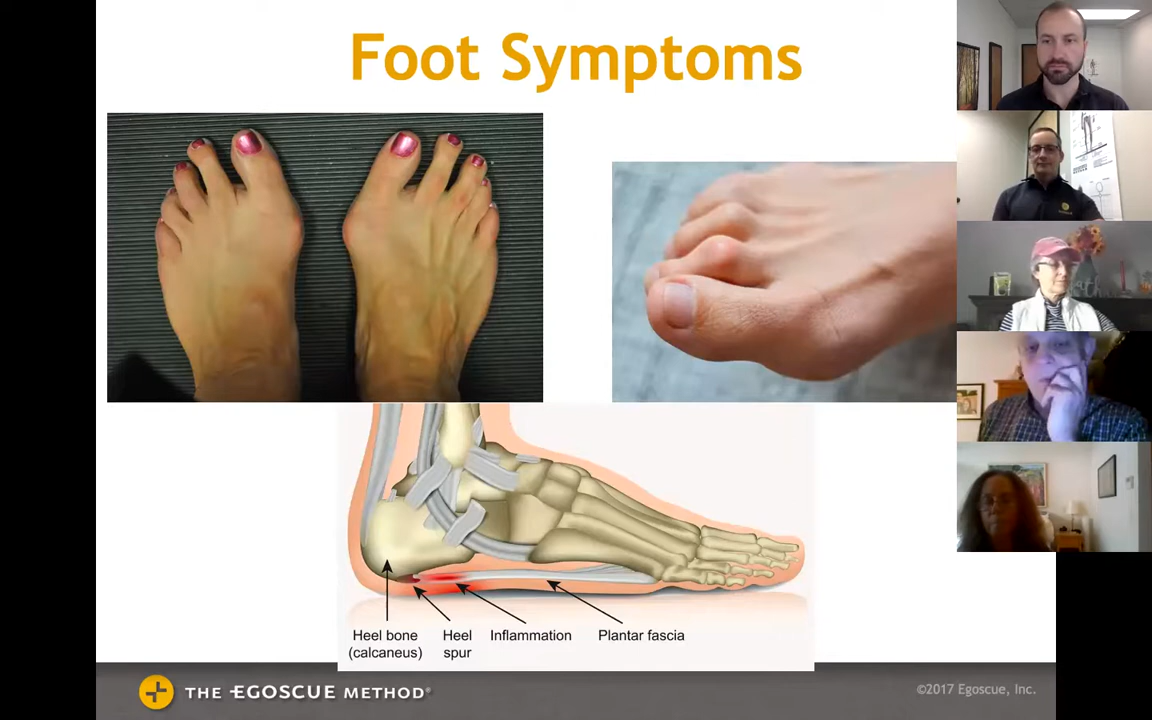 Foot Symptoms
Heel bone
(calcaneus)
Heel
spur
Inflammation
Plantar fascia
THE EGOSCUE METHOD®
©2017 Egoscue, Inc.